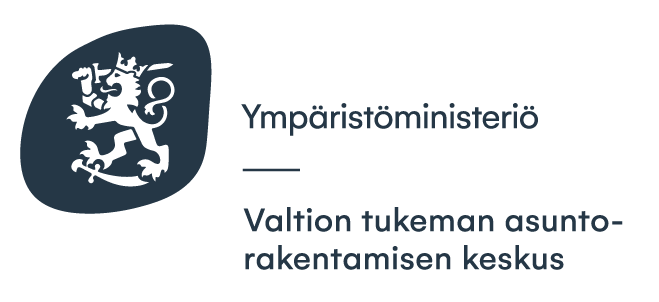 Ympäristöministeriö
Valtion tukeman asunto-
rakentamisen keskus